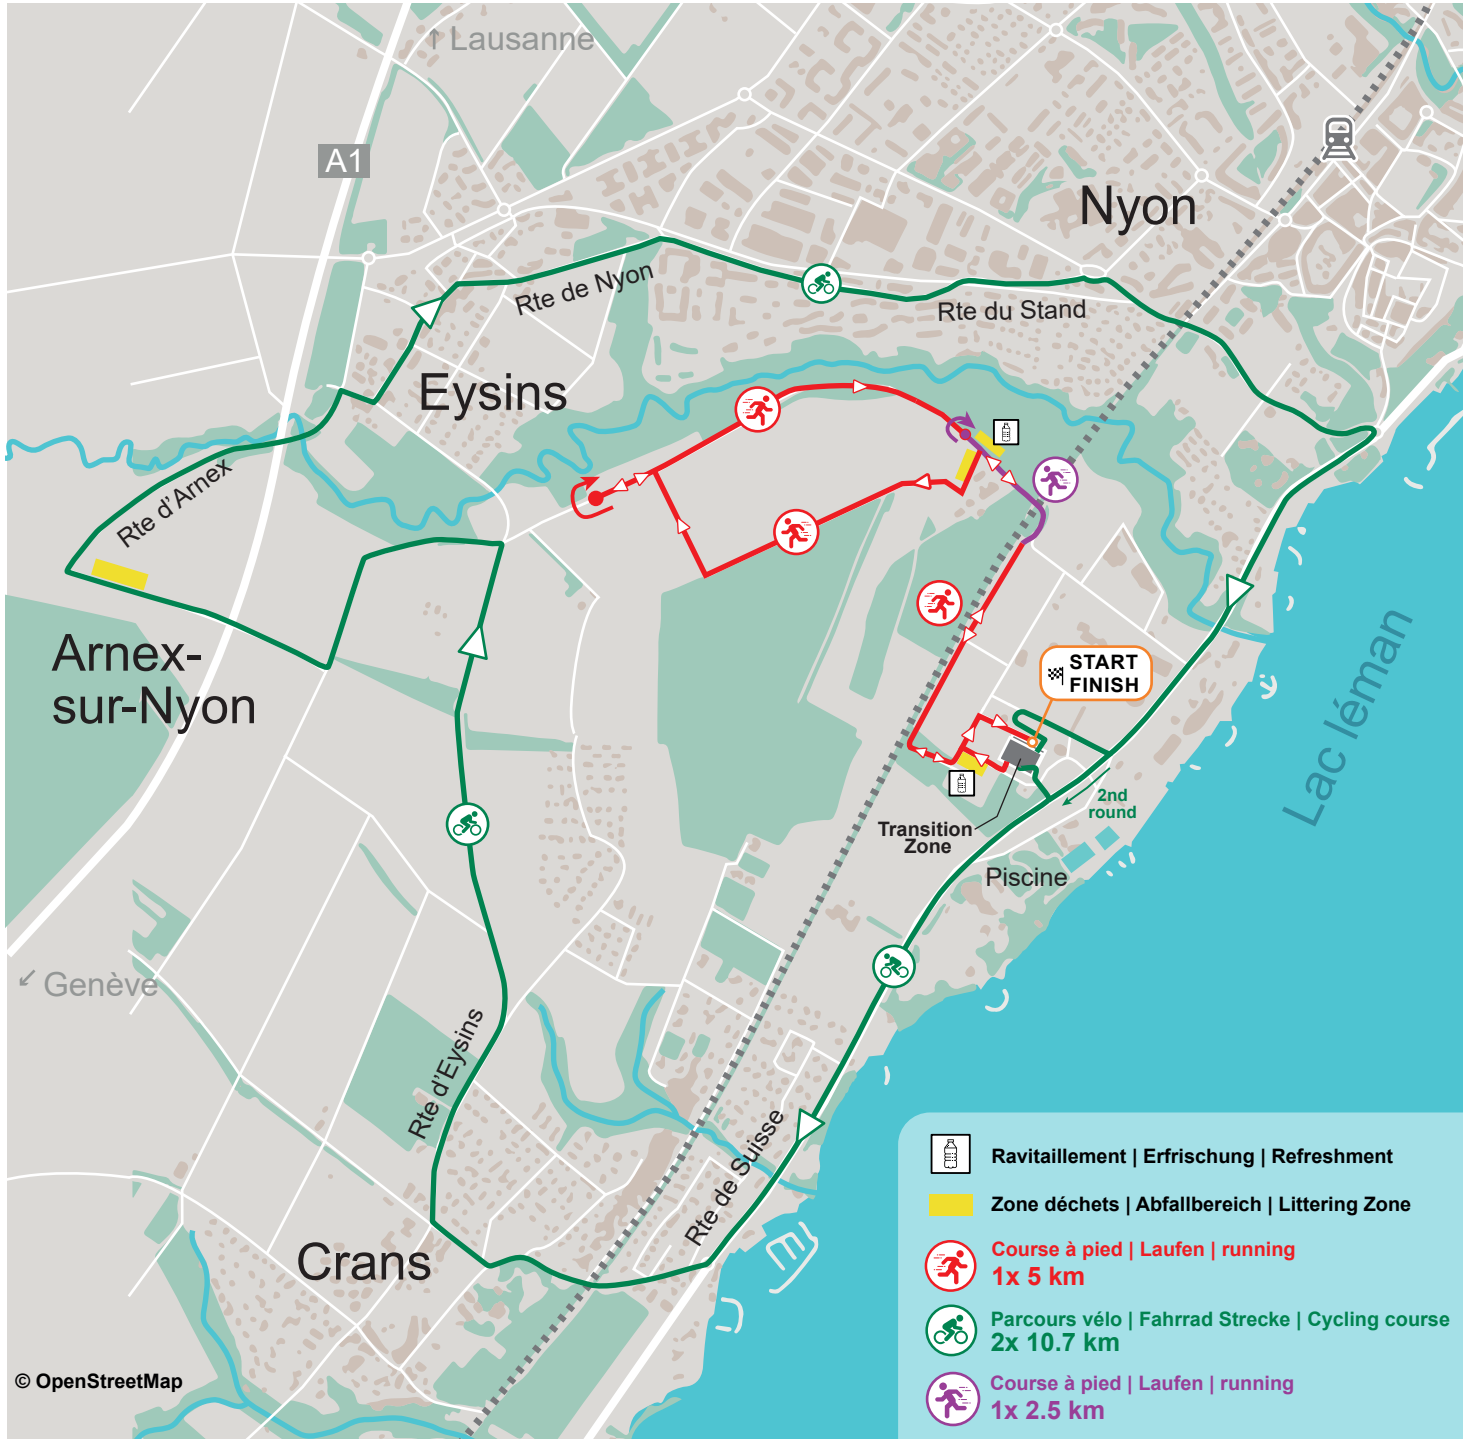 ↑ Lausanne
A1
Nyon
Rte de Nyon
Rte du Stand
Eysins
Rte d'Arnex
Arnex-
sur-Nyon
START
FINISH
Lac léman
2nd
round
Transition
Zone
Piscine
↙ Genève
Rte d'Eysins
Rte de Suisse
Crans
Ravitaillement | Erfrischung | Refreshment
Zone déchets | Abfallbereich | Littering Zone
Course à pied | Laufen | running
1x 5 km
Parcours vélo | Fahrrad Strecke | Cycling course
2x 10.7 km
Course à pied | Laufen | running
1x 2.5 km
© OpenStreetMap